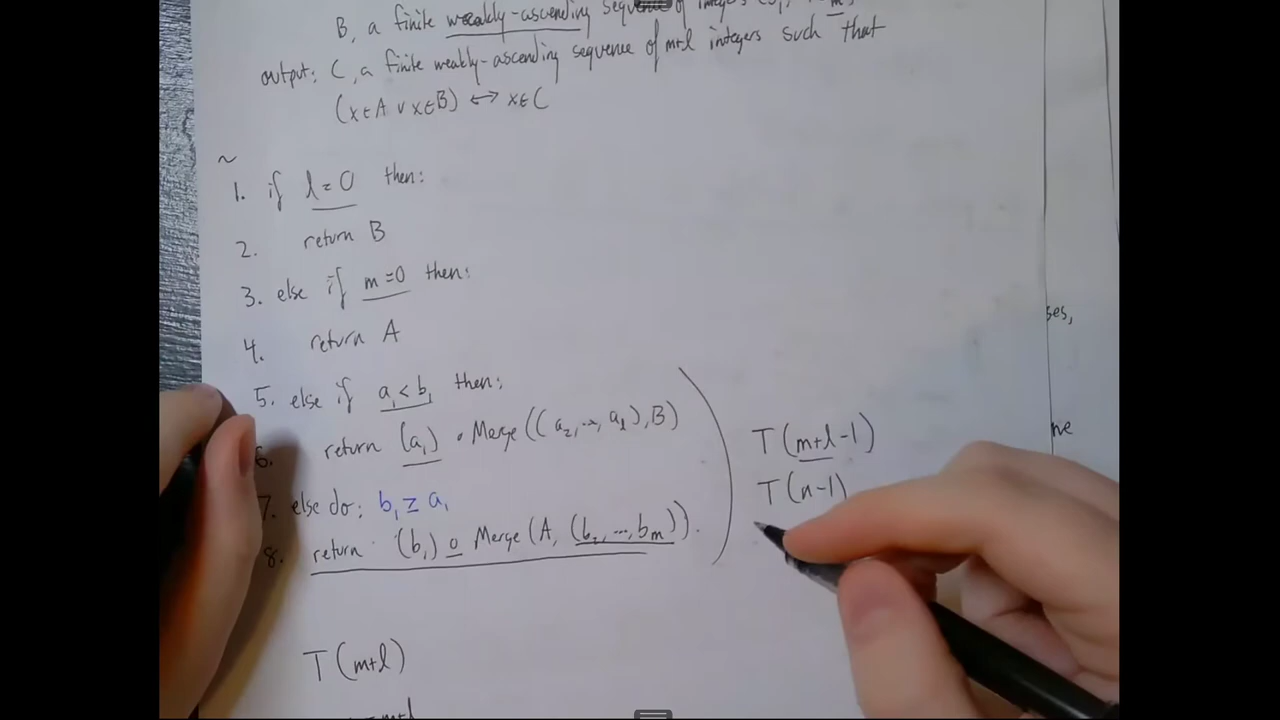 B, a finite weakly-ascending sequence of integers
output: C, a finite weakly-ascending sequence of m+l integers such that
(x∈A ∨ x∈B) ↔ x∈C
~
1. if l = 0 then:
2. return B
3. else if m = 0 then:
4. return A
5. else if a₁ < b₁ then:
6. return (a₁) ∘ Merge((a₂, ..., aₗ), B)
7. else do: b₁ ≥ a₁
8. return (b₁) ∘ Merge(A, (b₂, ..., bₘ)).
T(m+l-1)
T(n-1)
T(m+l)
= m+l
ses,
ne